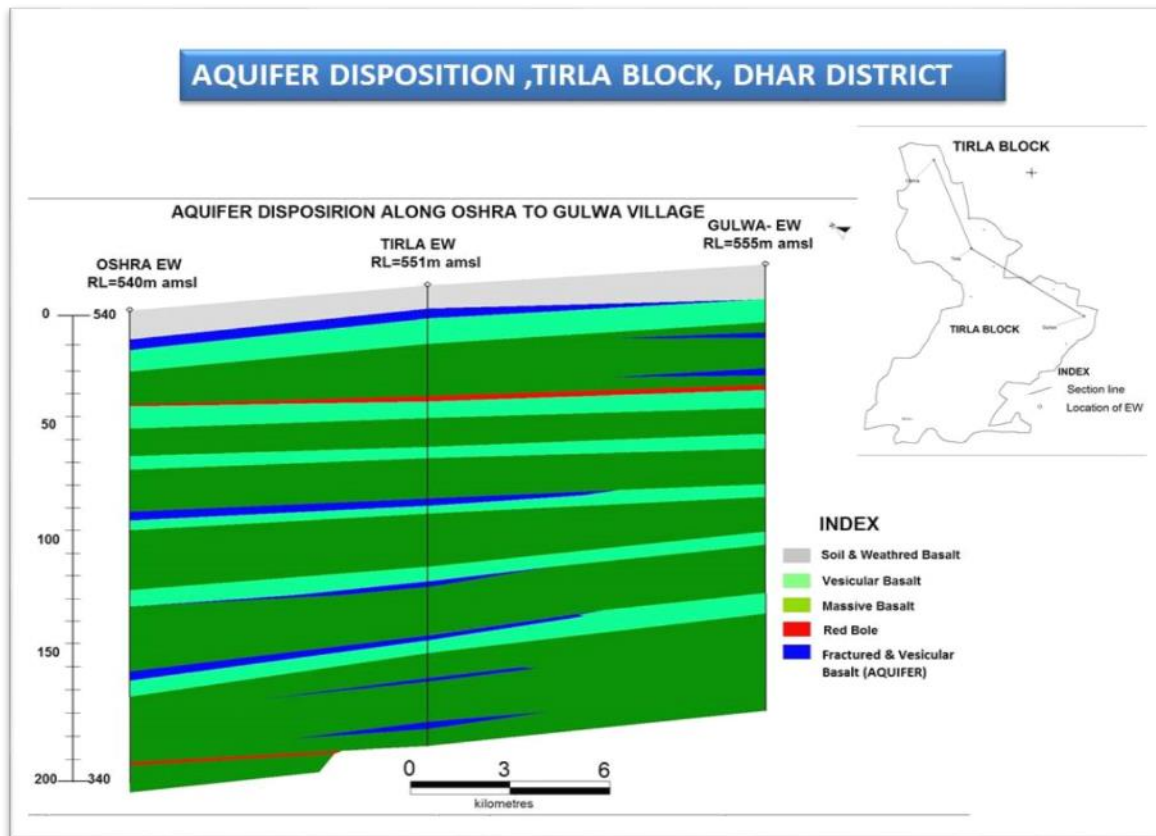 AQUIFER DISPOSITION ,TIRLA BLOCK, DHAR DISTRICT
TIRLA BLOCK
AQUIFER DISPOSIRION ALONG OSHRA TO GULWA VILLAGE
OSHRA EW
RL=540m amsl
TIRLA EW
RL=551m amsl
GULWA- EW
RL=555m amsl
0
540
50
100
150
200
340
TIRLA BLOCK
INDEX
Section line
Location of EW
INDEX
Soil & Weathred Basalt
Vesicular Basalt
Massive Basalt
Red Bole
Fractured & Vesicular
Basalt (AQUIFER)
0 3 6
kilometres